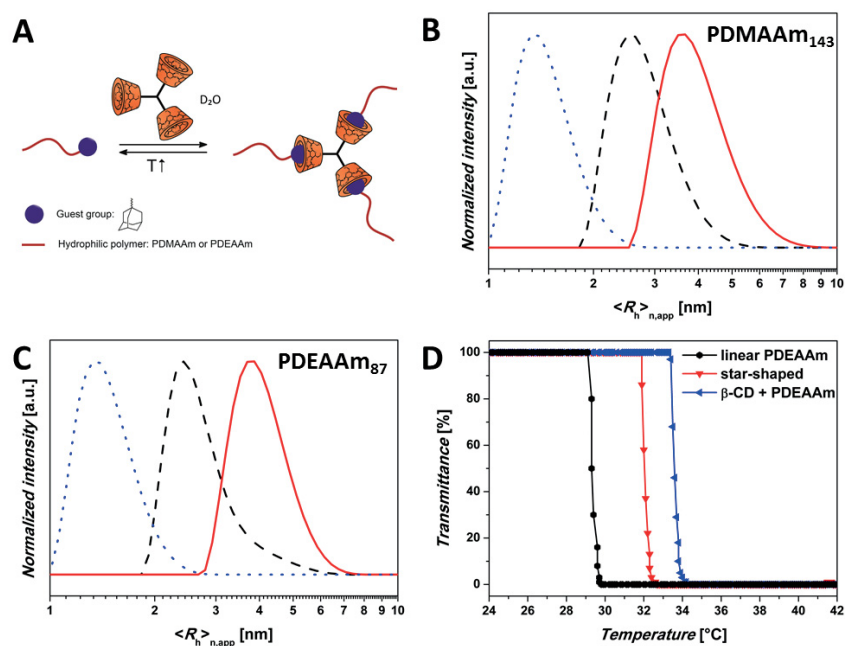 A
D₂O
T↑
Guest group:
Hydrophilic polymer: PDMAAm or PDEAAm
B
PDMAAm₁₄₃
Normalized intensity [a.u.]
1 2 3 4 5 6 7 8 9 10
<Rₕ>ₙ,ₐₚₚ [nm]
C
PDEAAm₈₇
Normalized intensity [a.u.]
1 2 3 4 5 6 7 8 9 10
<Rₕ>ₙ,ₐₚₚ [nm]
D
linear PDEAAm
star-shaped
β-CD + PDEAAm
Transmittance [%]
100
80
60
40
20
0
24 26 28 30 32 34 36 38 40 42
Temperature [°C]